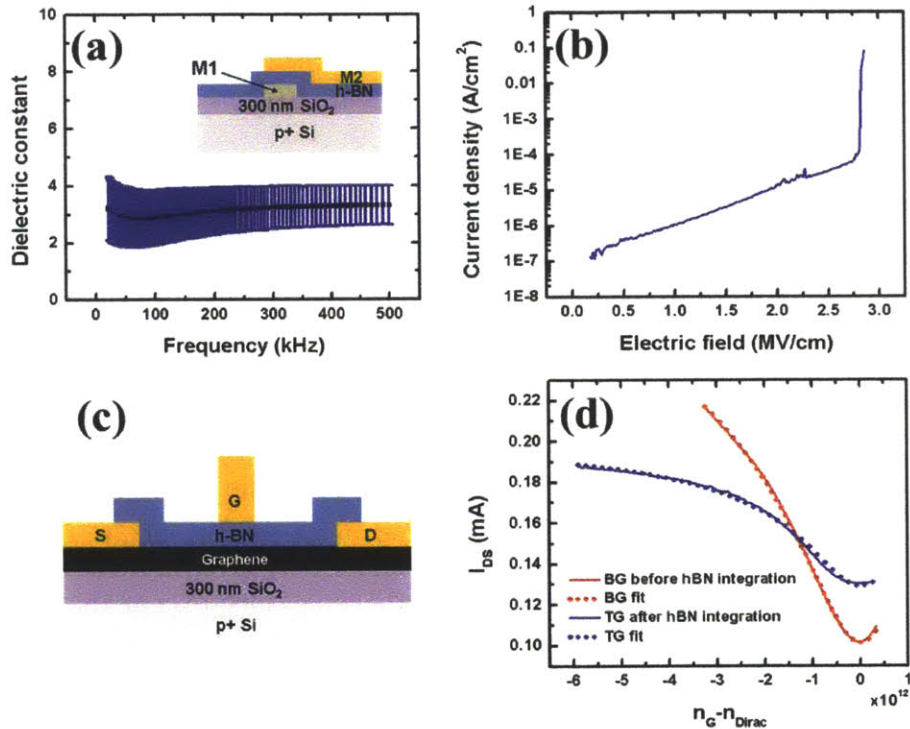 (a)
Dielectric constant
10
8
6
4
2
0
M1
M2
h-BN
300 nm SiO₂
p+ Si
0 100 200 300 400 500
Frequency (kHz)
(b)
Current density (A/cm²)
1
0.1
0.01
1E-3
1E-4
1E-5
1E-6
1E-7
1E-8
0.0 0.5 1.0 1.5 2.0 2.5 3.0
Electric field (MV/cm)
(c)
G
S h-BN D
Graphene
300 nm SiO₂
p+ Si
(d)
I_DS (mA)
0.22
0.20
0.18
0.16
0.14
0.12
0.10
BG before hBN integration
BG fit
TG after hBN integration
TG fit
-6 -5 -4 -3 -2 -1 0 1
x10¹²
n_G-n_Dirac